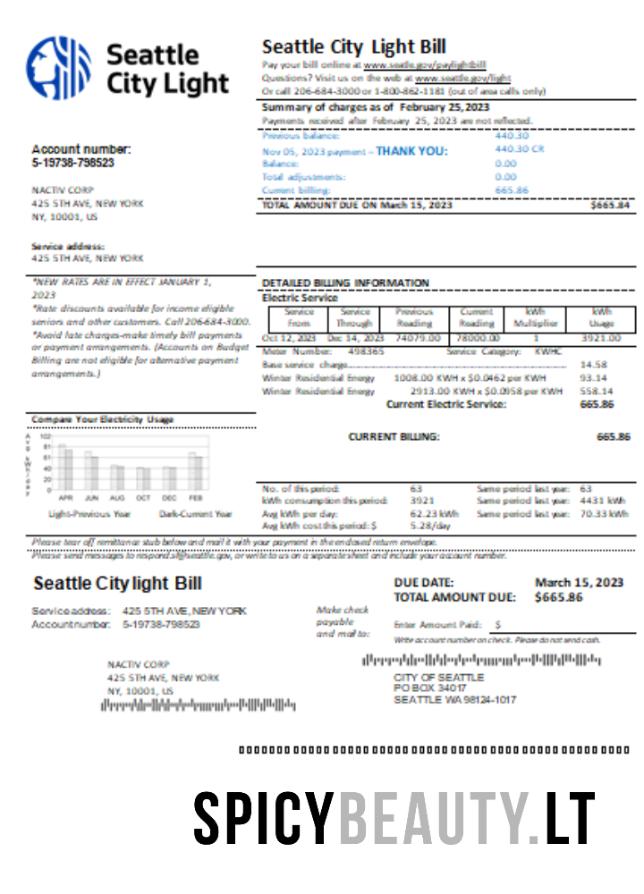 Seattle
City Light
Seattle City Light Bill
Pay your bill online at www.seatle.gov/paylightbill
Questions? Visit us on the web at www.seattle.gov/light
Or call 206-684-3000 or 1-800-862-1181 (out of area calls only)
Summary of charges as of February 25,2023
Payments received after February 25, 2023 are not reflected.
Previous balance: 440.30
Nov 05, 2023 payment – THANK YOU: 440.30 CR
Balance: 0.00
Total adjustments: 0.00
Current billing: 665.86
TOTAL AMOUNT DUE ON March 15, 2023 $665.84
Account number:
5-19738-798523
NACTIV CORP
425 5TH AVE, NEW YORK
NY, 10001, US
Service address:
425 5TH AVE, NEW YORK
*NEW RATES ARE IN EFFECT JANUARY 1,
2023
*Rate discounts available for income eligible
seniors and other customers. Call 206-684-3000.
*Avoid late charges-make timely bill payments
or payment arrangements. (Accounts on Budget
Billing are not eligible for alternative payment
arrangements.)
DETAILED BILLING INFORMATION
Electric Service
Service From Service Through Previous Reading Current Reading kWh Multiplier kWh Usage
Oct 12, 2023 Dec 14, 2023 74079.00 78000.00 1 3921.00
Meter Number: 498365 Service Category: KWHC
Base service charge 14.58
Winter Residential Energy 1008.00 KWH x $0.0462 per KWH 93.14
Winter Residential Energy 2913.00 KWH x $0.0958 per KWH 558.14
Current Electric Service: 665.86
CURRENT BILLING: 665.86
Compare Your Electricity Usage
Avg kWh/day
102
81
61
41
20
0
APR JUN AUG OCT DEC FEB
Light-Previous Year Dark-Current Year
No. of this period: 63 Same period last year: 63
kWh consumption this period: 3921 Same period last year: 4431 kWh
Avg kWh per day: 62.23 kWh Same period last year: 70.33 kWh
Avg kWh cost this period: $ 5.28/day
Please tear off remittance stub below and mail it with your payment in the enclosed return envelope.
Please send messages to respond.sf@seattle.gov, or write to us on a separate sheet and include your account number.
Seattle City light Bill
Service address: 425 5TH AVE, NEW YORK
Account number: 5-19738-798523
Make check
payable
and mail to:
DUE DATE: March 15, 2023
TOTAL AMOUNT DUE: $665.86
Enter Amount Paid: $
Write account number on check. Please do not send cash.
NACTIV CORP
425 5TH AVE, NEW YORK
NY, 10001, US
CITY OF SEATTLE
PO BOX 34017
SEATTLE WA 98124-1017
SPICYBEAUTY.LT